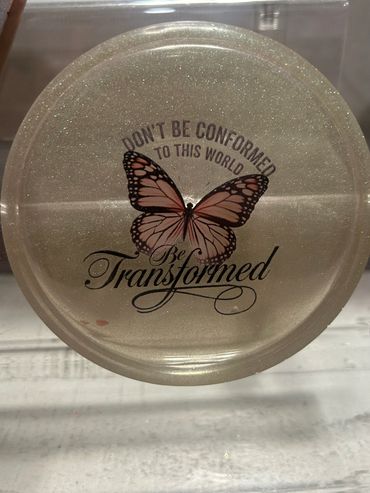 DON'T BE CONFORMED
TO THIS WORLD
Be
Transformed